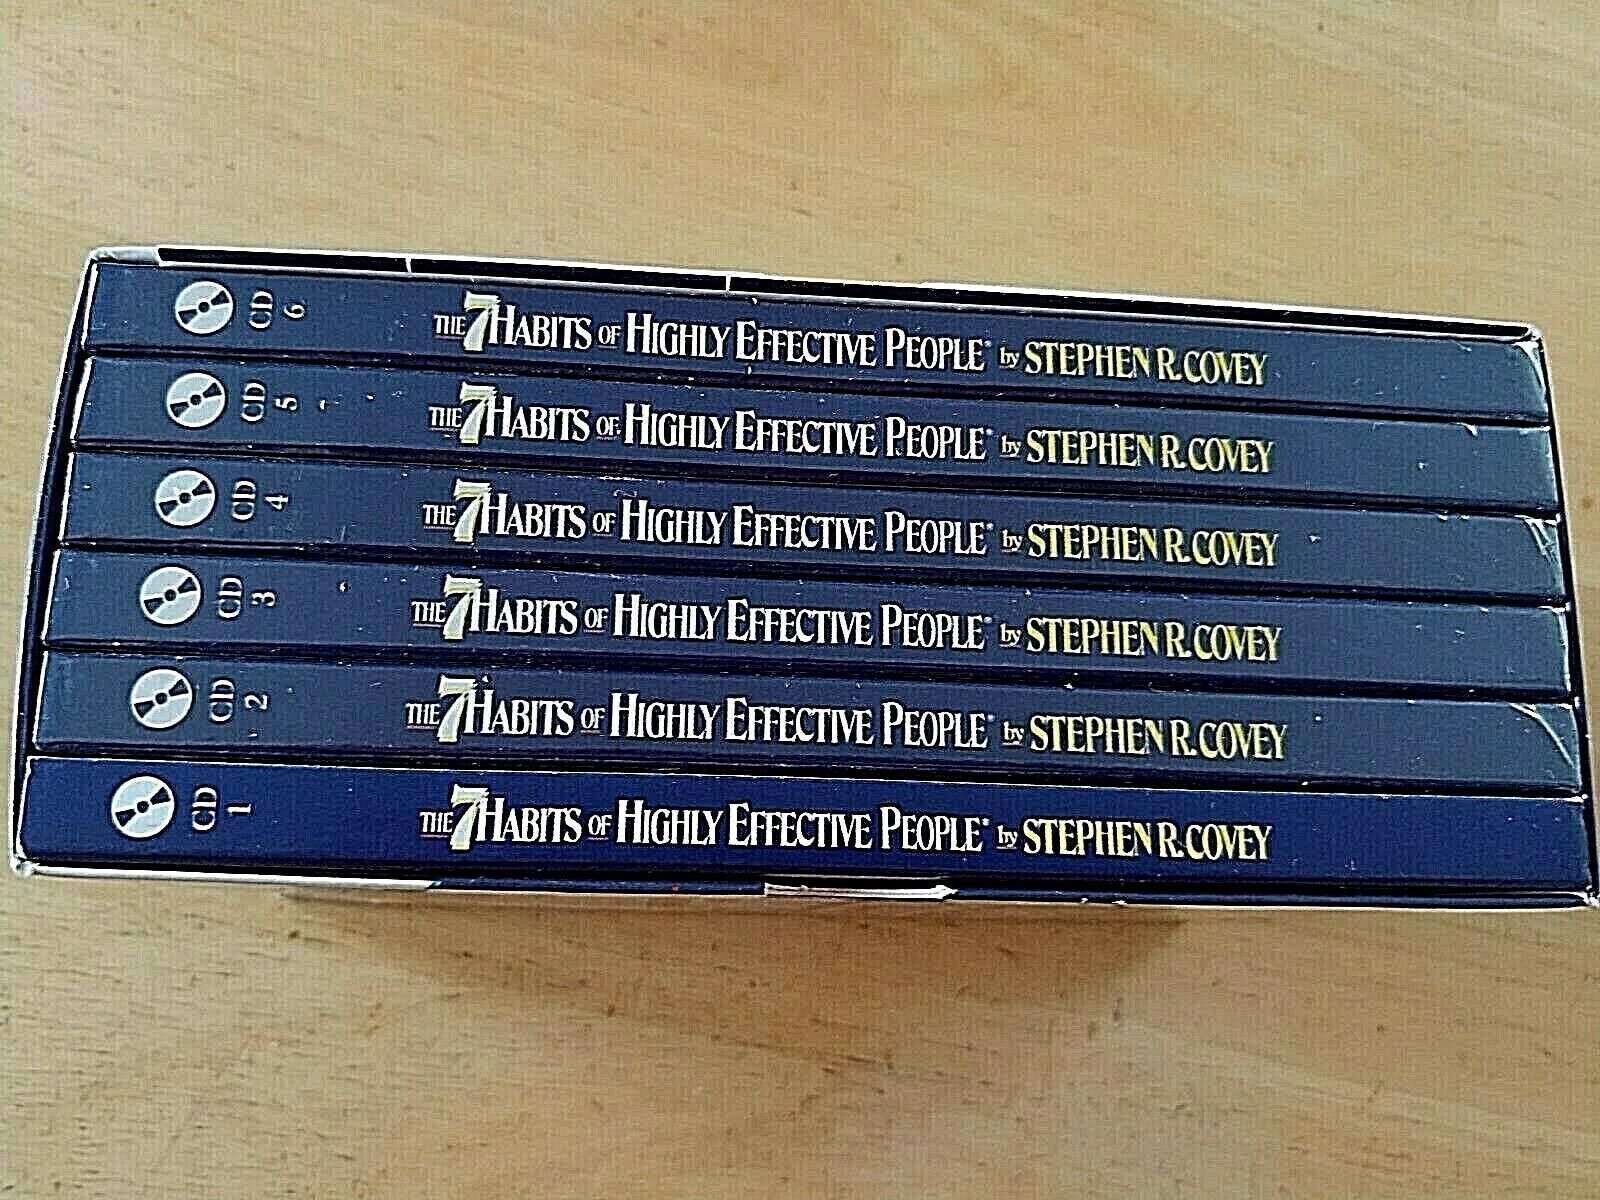 CD 6 THE 7 HABITS OF HIGHLY EFFECTIVE PEOPLE® by STEPHEN R. COVEY
CD 5 THE 7 HABITS OF HIGHLY EFFECTIVE PEOPLE® by STEPHEN R. COVEY
CD 4 THE 7 HABITS OF HIGHLY EFFECTIVE PEOPLE® by STEPHEN R. COVEY
CD 3 THE 7 HABITS OF HIGHLY EFFECTIVE PEOPLE® by STEPHEN R. COVEY
CD 2 THE 7 HABITS OF HIGHLY EFFECTIVE PEOPLE® by STEPHEN R. COVEY
CD 1 THE 7 HABITS OF HIGHLY EFFECTIVE PEOPLE® by STEPHEN R. COVEY